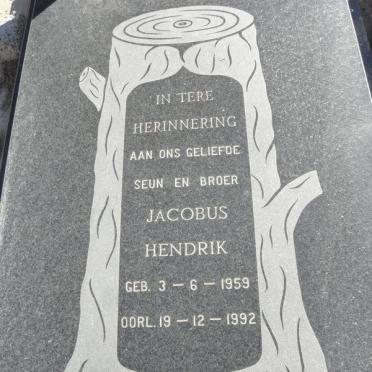 IN TERE
HERINNERING
AAN ONS GELIEFDE
SEUN EN BROER
JACOBUS
HENDRIK
GEB. 3 – 6 – 1959
OORL. 19 – 12 – 1992